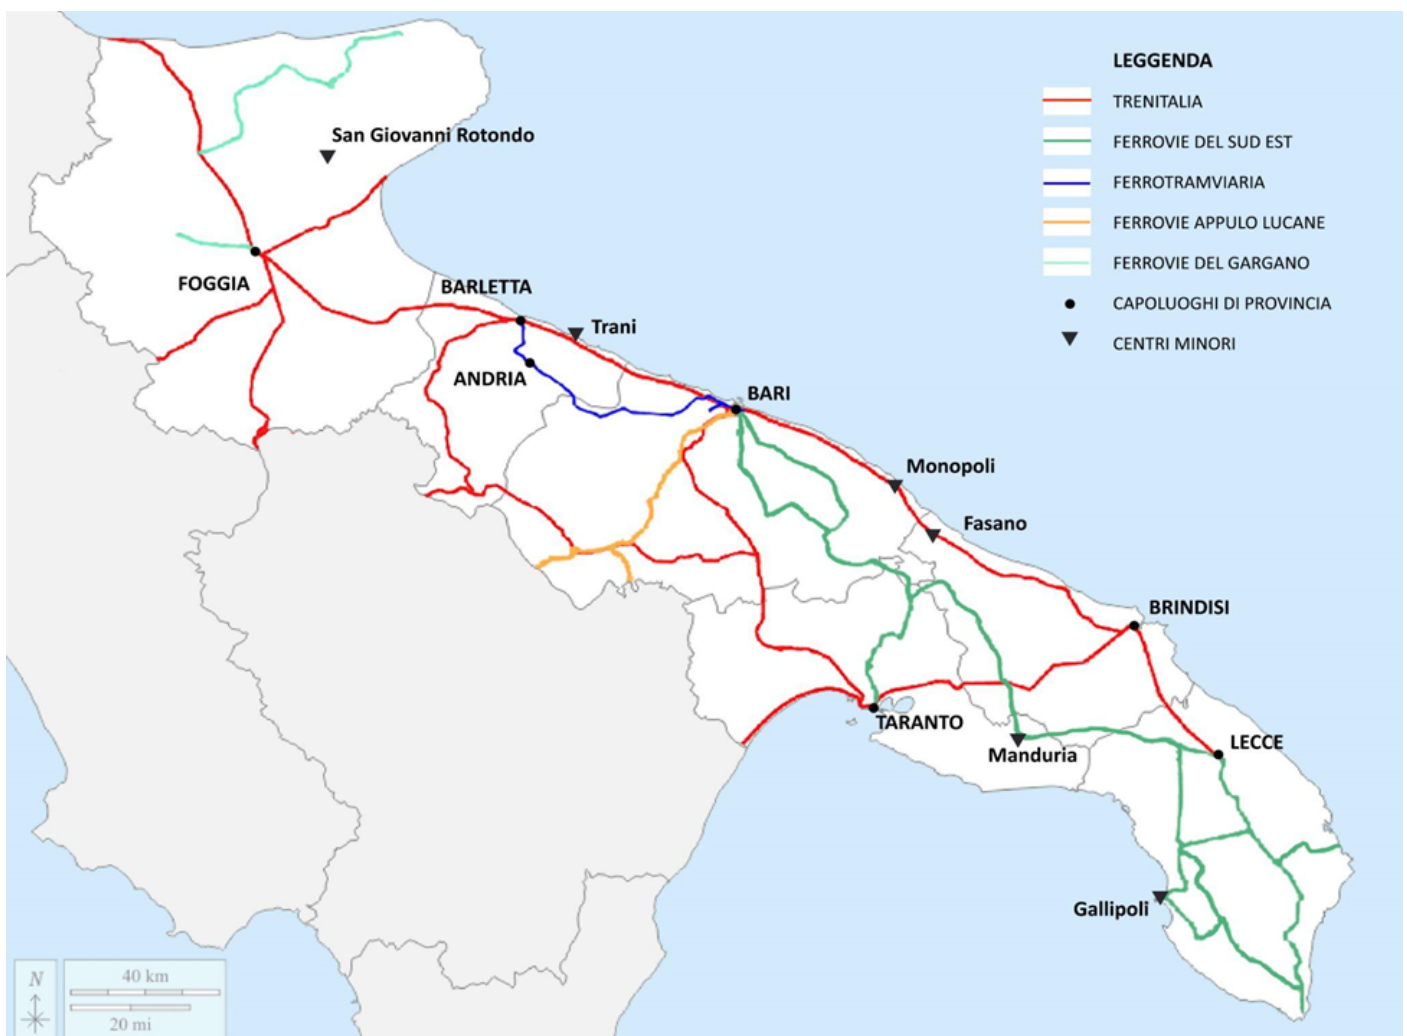 LEGGENDA
TRENITALIA
FERROVIE DEL SUD EST
FERROTRAMVIARIA
FERROVIE APPULO LUCANE
FERROVIE DEL GARGANO
CAPOLUOGHI DI PROVINCIA
CENTRI MINORI
San Giovanni Rotondo
FOGGIA
BARLETTA
Trani
ANDRIA
BARI
Monopoli
Fasano
BRINDISI
TARANTO
Manduria
LECCE
Gallipoli
N
40 km
20 mi